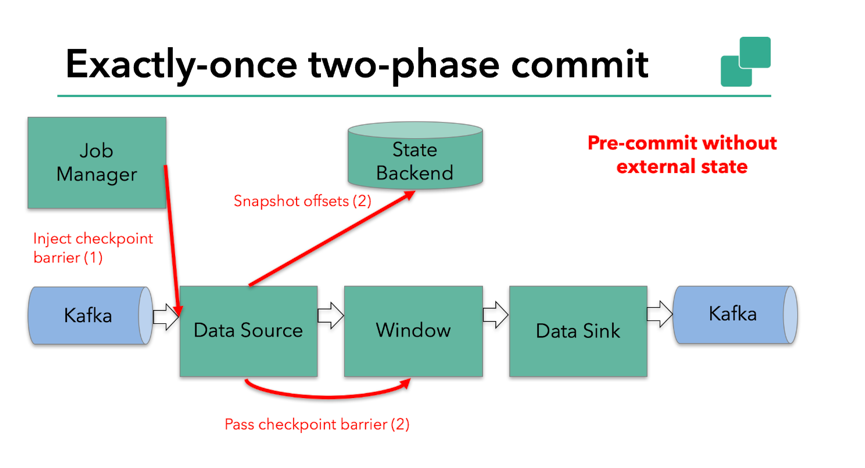 Exactly-once two-phase commit
Job
Manager
State
Backend
Pre-commit without
external state
Snapshot offsets (2)
Inject checkpoint
barrier (1)
Kafka
Data Source
Window
Data Sink
Kafka
Pass checkpoint barrier (2)